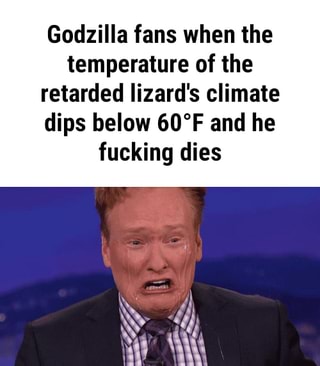 Godzilla fans when the
temperature of the
retarded lizard's climate
dips below 60°F and he
fucking dies